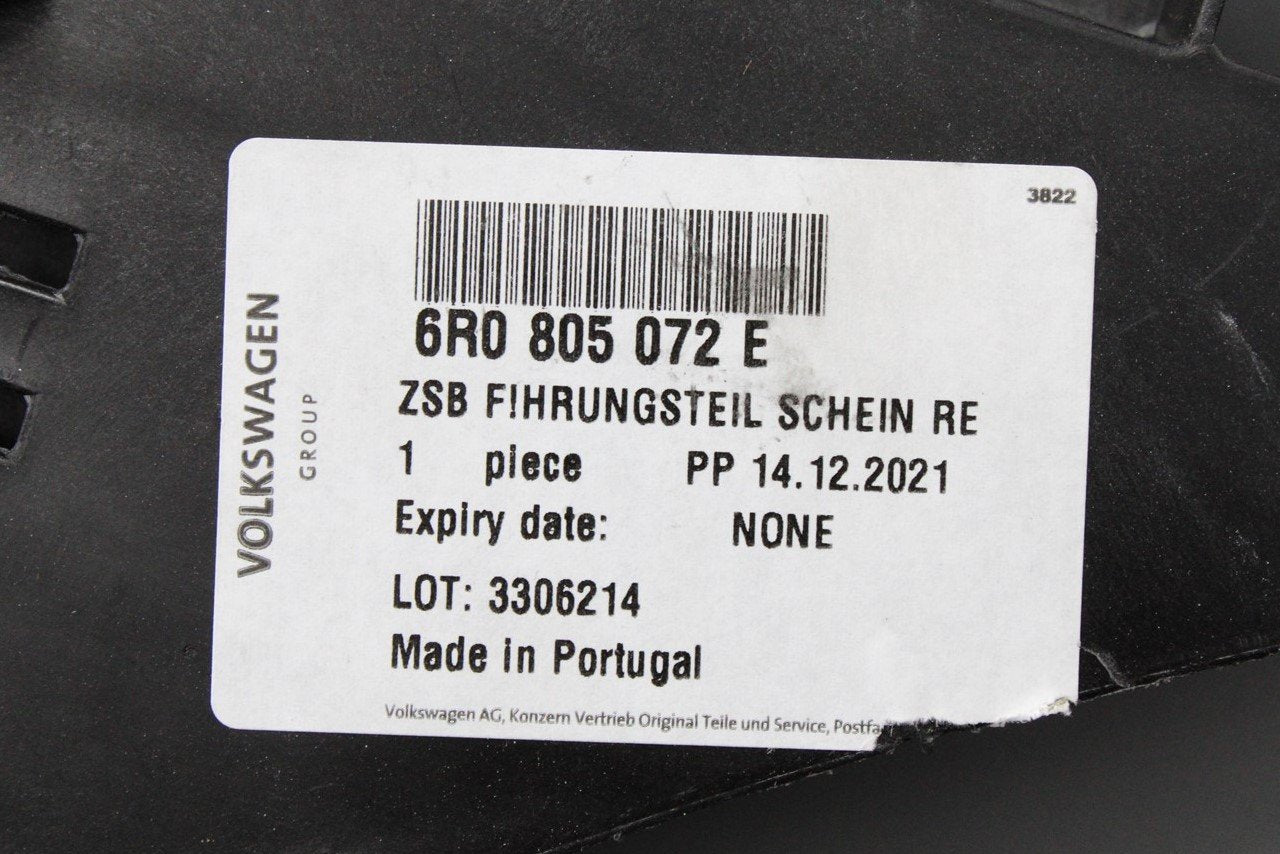 3822
6R0 805 072 E
ZSB F!HRUNGSTEIL SCHEIN RE
1 piece PP 14.12.2021
Expiry date: NONE
LOT: 3306214
Made in Portugal
Volkswagen AG, Konzern Vertrieb Original Teile und Service,
VOLKSWAGEN
GROUP